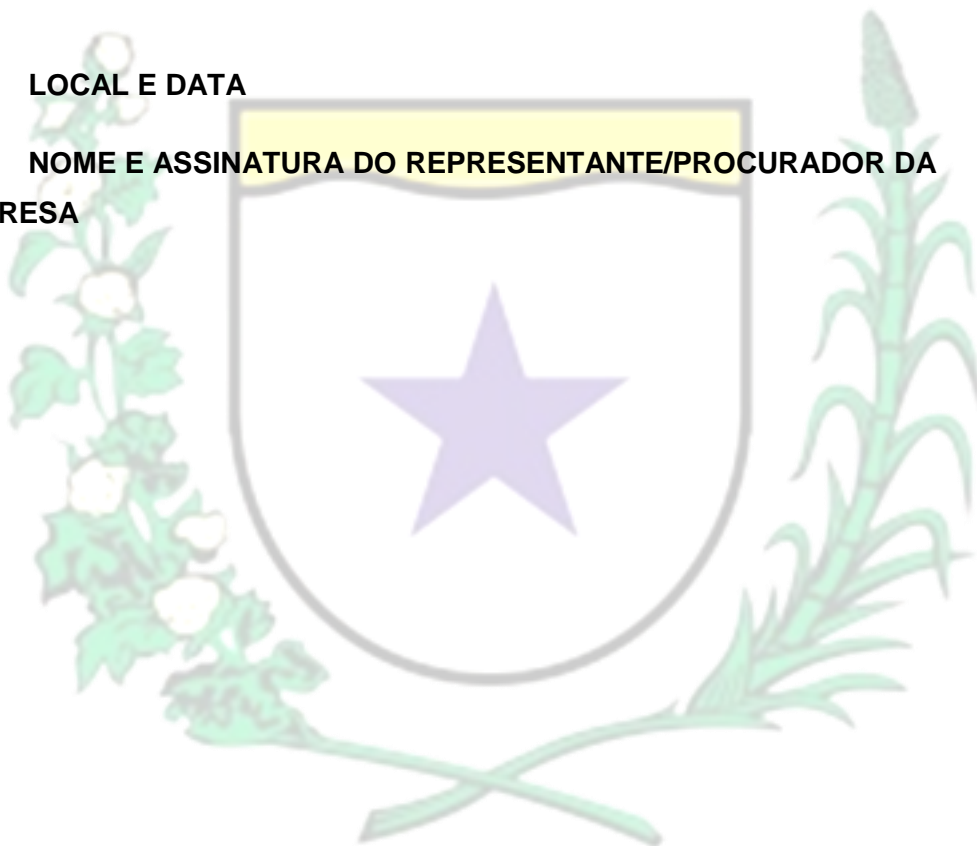 LOCAL E DATA
NOME E ASSINATURA DO REPRESENTANTE/PROCURADOR DA
RESA